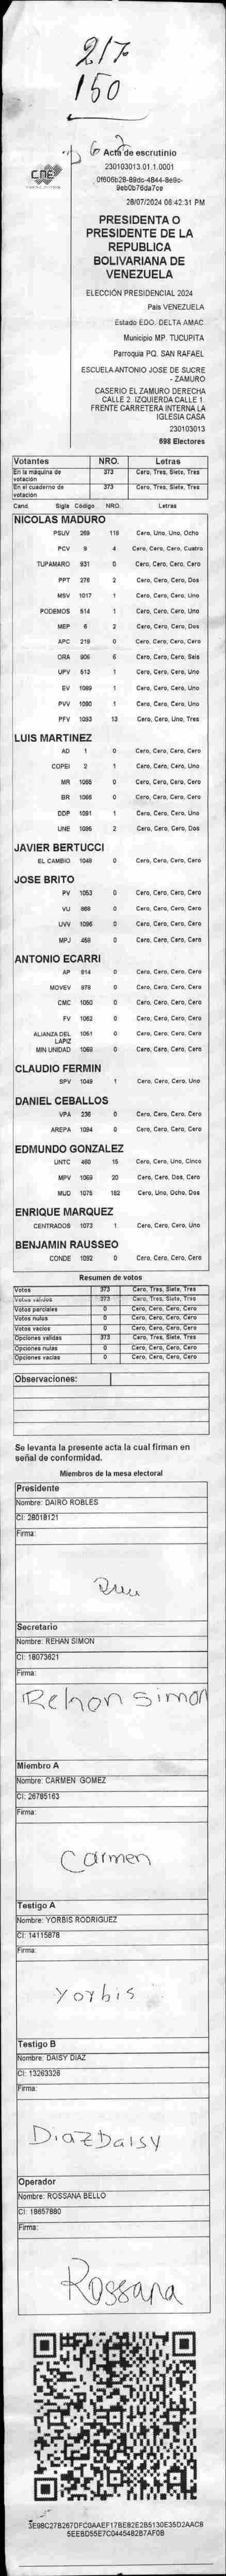 217
150
CNE
Acta de escrutinio
230103013.01.1.0001
0f606b28-89dc-4844-8e9c-
9eb0b76da7ce
28/07/2024 06:42:31 PM
PRESIDENTA O
PRESIDENTE DE LA
REPUBLICA
BOLIVARIANA DE
VENEZUELA
ELECCIÓN PRESIDENCIAL 2024
País VENEZUELA
Estado EDO. DELTA AMAC
Municipio MP. TUCUPITA
Parroquia PQ. SAN RAFAEL
ESCUELA ANTONIO JOSE DE SUCRE
- ZAMURO
CASERIO EL ZAMURO DERECHA
CALLE 2. IZQUIERDA CALLE 1.
FRENTE CARRETERA INTERNA LA
IGLESIA CASA
230103013
698 Electores
Votantes NRO. Letras
En la máquina de votación 373 Cero, Tres, Siete, Tres
En el cuaderno de votación 373 Cero, Tres, Siete, Tres
Cand. Sigla Código NRO. Letras
NICOLAS MADURO
PSUV 269 118 Cero, Uno, Uno, Ocho
PCV 9 4 Cero, Cero, Cero, Cuatro
TUPAMARO 931 0 Cero, Cero, Cero, Cero
PPT 278 2 Cero, Cero, Cero, Dos
MSV 1017 1 Cero, Cero, Cero, Uno
PODEMOS 514 1 Cero, Cero, Cero, Uno
MEP 6 2 Cero, Cero, Cero, Dos
APC 219 0 Cero, Cero, Cero, Cero
ORA 906 6 Cero, Cero, Cero, Seis
UPV 513 1 Cero, Cero, Cero, Uno
EV 1089 1 Cero, Cero, Cero, Uno
PVV 1090 1 Cero, Cero, Cero, Uno
PFV 1093 13 Cero, Cero, Uno, Tres
LUIS MARTINEZ
AD 1 0 Cero, Cero, Cero, Cero
COPEI 2 1 Cero, Cero, Cero, Uno
MR 1065 0 Cero, Cero, Cero, Cero
BR 1066 0 Cero, Cero, Cero, Cero
DDP 1091 1 Cero, Cero, Cero, Uno
UNE 1095 2 Cero, Cero, Cero, Dos
JAVIER BERTUCCI
EL CAMBIO 1048 0 Cero, Cero, Cero, Cero
JOSE BRITO
PV 1053 0 Cero, Cero, Cero, Cero
VU 868 0 Cero, Cero, Cero, Cero
UVV 1096 0 Cero, Cero, Cero, Cero
MPJ 458 0 Cero, Cero, Cero, Cero
ANTONIO ECARRI
AP 914 0 Cero, Cero, Cero, Cero
MOVEV 978 0 Cero, Cero, Cero, Cero
CMC 1050 0 Cero, Cero, Cero, Cero
FV 1062 0 Cero, Cero, Cero, Cero
ALIANZA DEL LAPIZ 1051 0 Cero, Cero, Cero, Cero
MIN UNIDAD 1069 0 Cero, Cero, Cero, Cero
CLAUDIO FERMIN
SPV 1049 1 Cero, Cero, Cero, Uno
DANIEL CEBALLOS
VPA 236 0 Cero, Cero, Cero, Cero
AREPA 1094 0 Cero, Cero, Cero, Cero
EDMUNDO GONZALEZ
UNTC 460 15 Cero, Cero, Uno, Cinco
MPV 1069 20 Cero, Cero, Dos, Cero
MUD 1075 182 Cero, Uno, Ocho, Dos
ENRIQUE MARQUEZ
CENTRADOS 1073 1 Cero, Cero, Cero, Uno
BENJAMIN RAUSSEO
CONDE 1092 0 Cero, Cero, Cero, Cero
Resumen de votos
Votos 373 Cero, Tres, Siete, Tres
Votos validos 373 Cero, Tres, Siete, Tres
Votos parciales 0 Cero, Cero, Cero, Cero
Votos nulos 0 Cero, Cero, Cero, Cero
Votos vacios 0 Cero, Cero, Cero, Cero
Opciones validas 373 Cero, Tres, Siete, Tres
Opciones nulas 0 Cero, Cero, Cero, Cero
Opciones vacias 0 Cero, Cero, Cero, Cero
Observaciones:
Se levanta la presente acta la cual firman en
señal de conformidad.
Miembros de la mesa electoral
Presidente
Nombre: DAIRO ROBLES
CI: 28018121
Firma:
Secretario
Nombre: REHAN SIMON
CI: 18073621
Firma:
Rehan Simon
Miembro A
Nombre: CARMEN GOMEZ
CI: 26785163
Firma:
Carmen
Testigo A
Nombre: YORBIS RODRIGUEZ
CI: 14115878
Firma:
Yorbis
Testigo B
Nombre: DAISY DIAZ
CI: 13263326
Firma:
Diaz Daisy
Operador
Nombre: ROSSANA BELLO
CI: 18657880
Firma:
Rossana
3E98C27B267DFC0AAEF17BE82E2B5130E35D2AAC8
5EEBD55E7C0445482B7AF0B